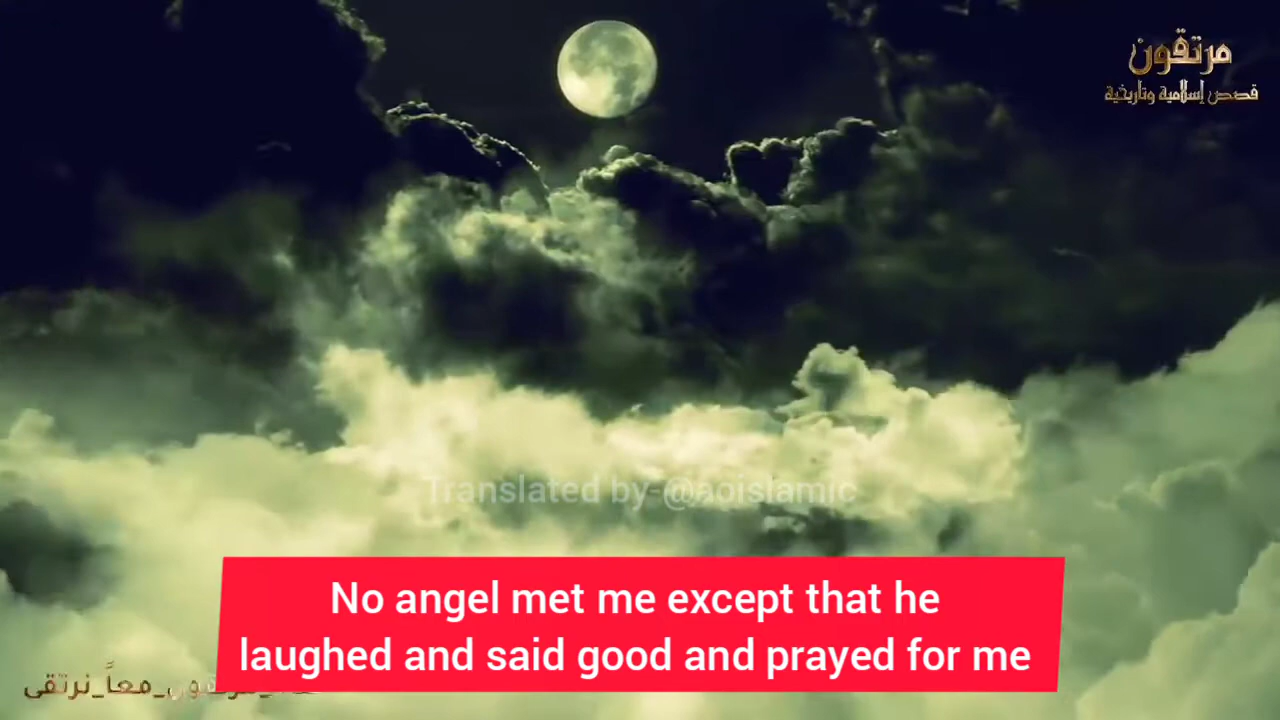 مرتقون
قصص إسلامية وتاريخية
Translated by-@aoislamic
No angel met me except that he
laughed and said good and prayed for me
معاً_نرتقى